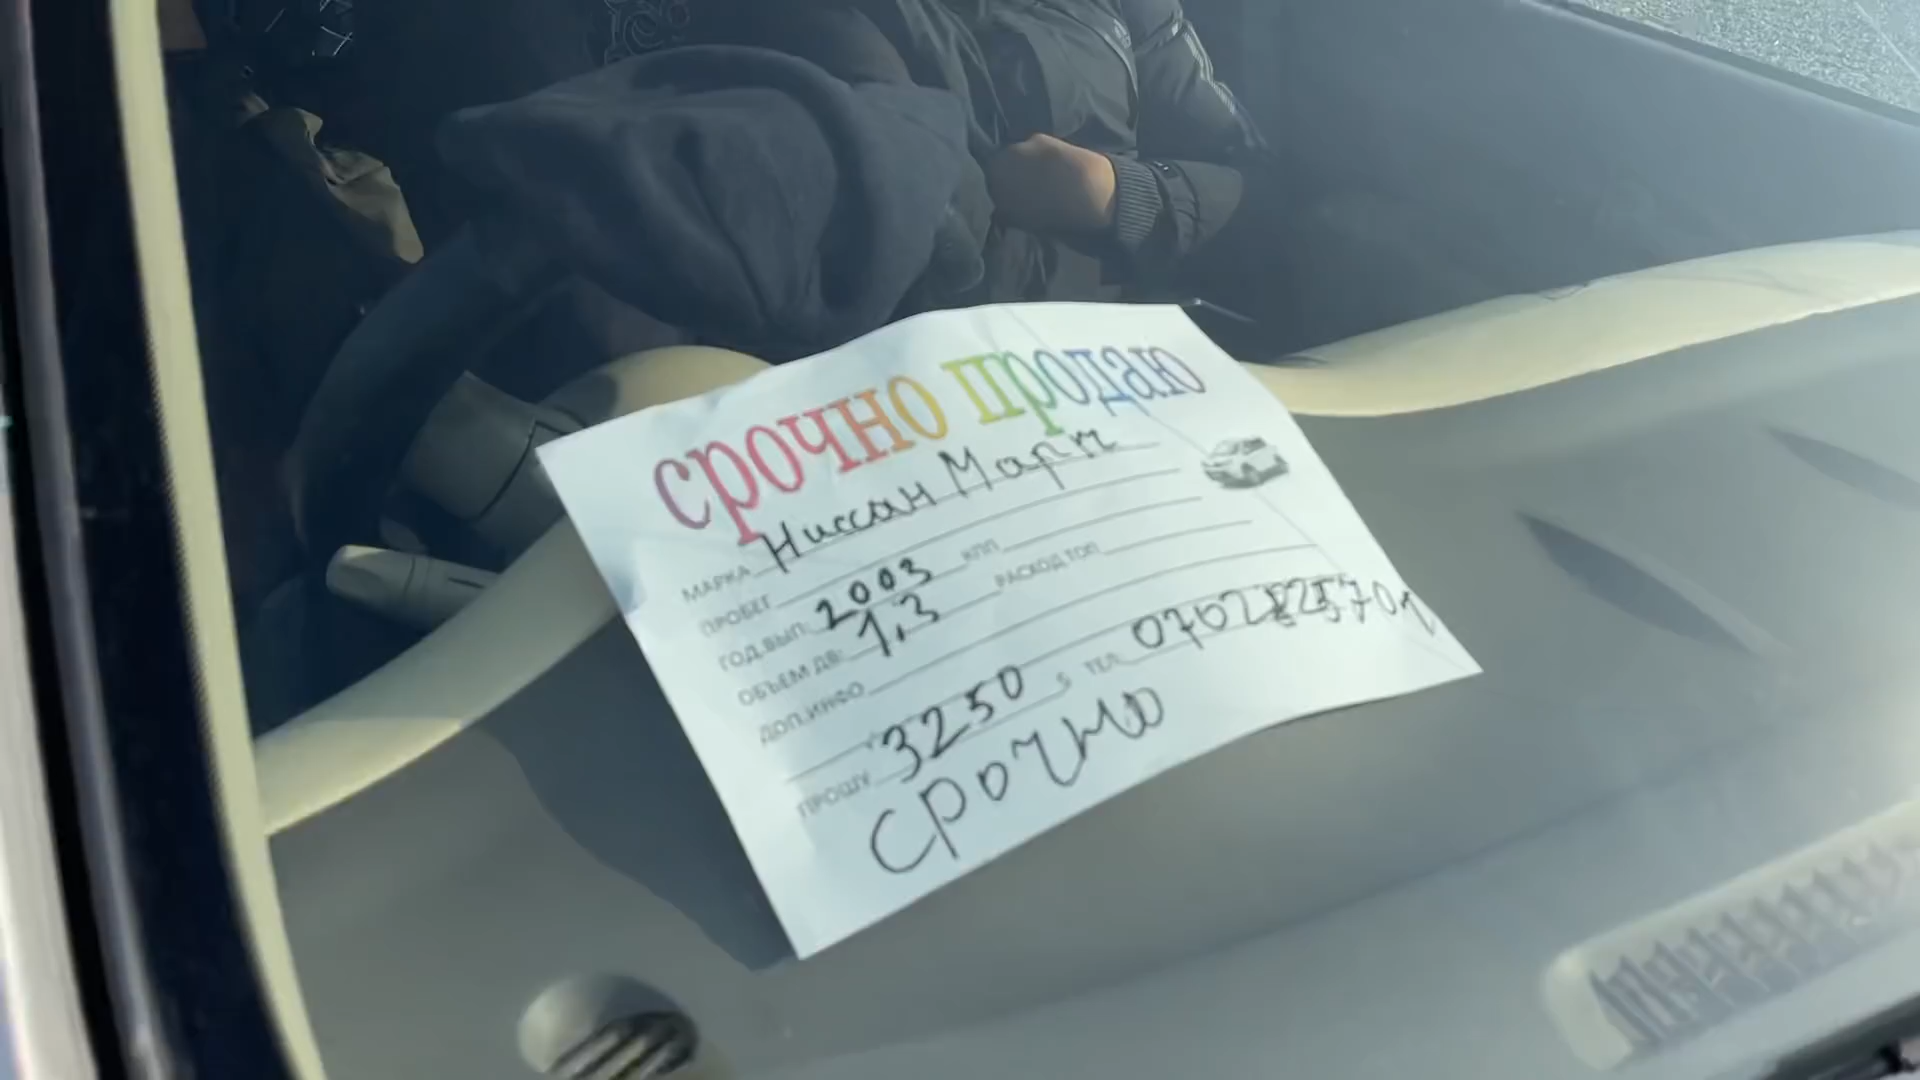 срочно продаю
МАРКА Ниссан Марч
ПРОБЕГ
ГОД ВЫП: 2003 КПП
ОБЪЕМ ДВ: 1.3 РАСХОД ТОП
ДОП.ИНФО
ПРОШУ 3250 $ ТЕЛ:
срочно